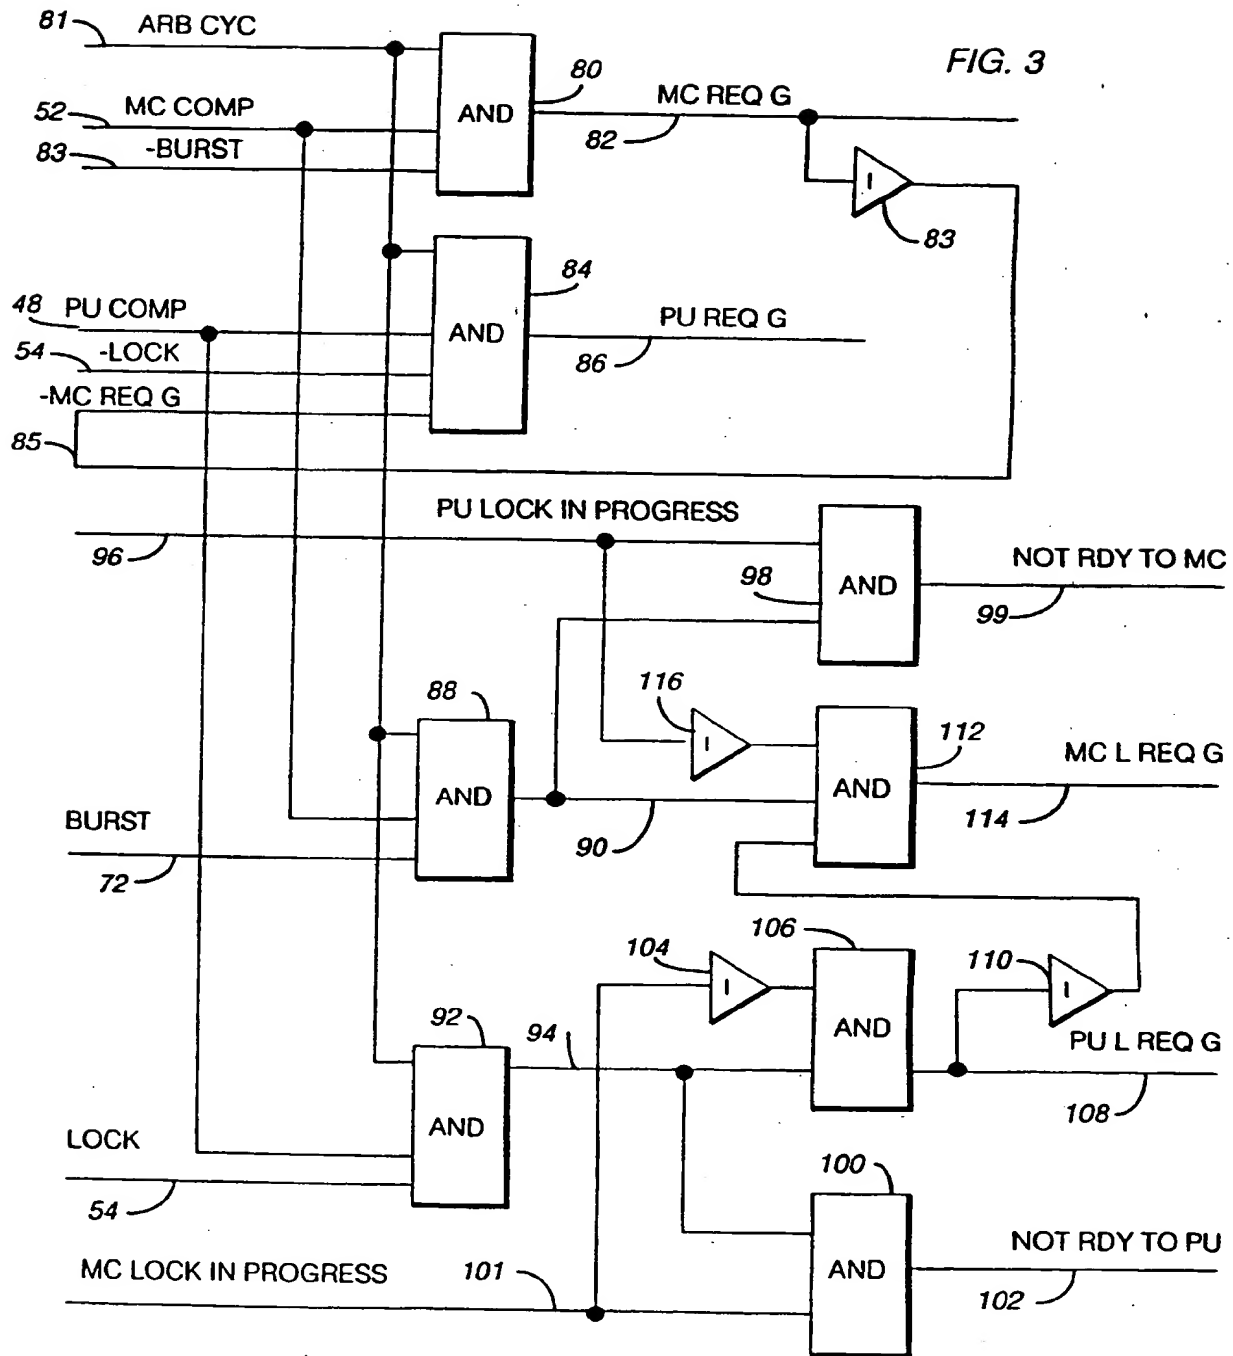 81 ARB CYC
FIG. 3
80
52 MC COMP AND MC REQ G
83 -BURST 82
I
83
84
48 PU COMP AND PU REQ G
54 -LOCK 86
-MC REQ G
85
PU LOCK IN PROGRESS
96 NOT RDY TO MC
98 AND
99
116
88 I 112
MC L REQ G
AND AND
BURST 90 114
72
106
104 110
I I
92 94 AND PU L REQ G
108
LOCK AND
54 100
NOT RDY TO PU
MC LOCK IN PROGRESS 101 AND
102